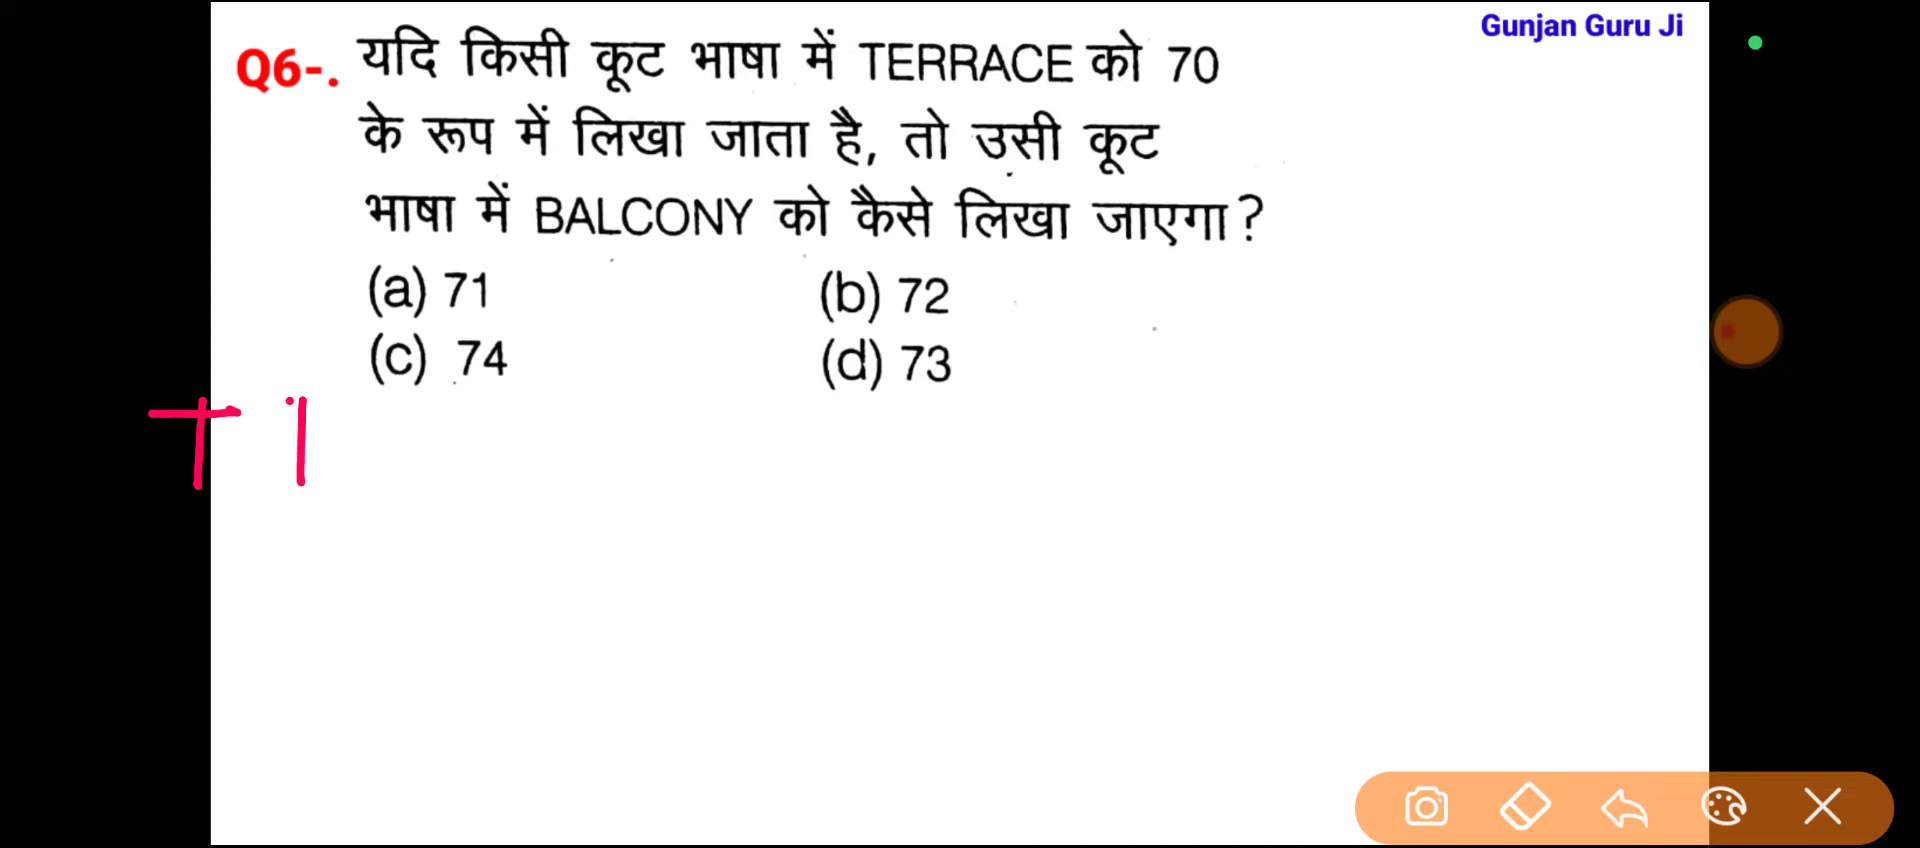 Gunjan Guru Ji
Q6-. यदि किसी कूट भाषा में TERRACE को 70
के रूप में लिखा जाता है, तो उसी कूट
भाषा में BALCONY को कैसे लिखा जाएगा?
(a) 71 (b) 72
(c) 74 (d) 73